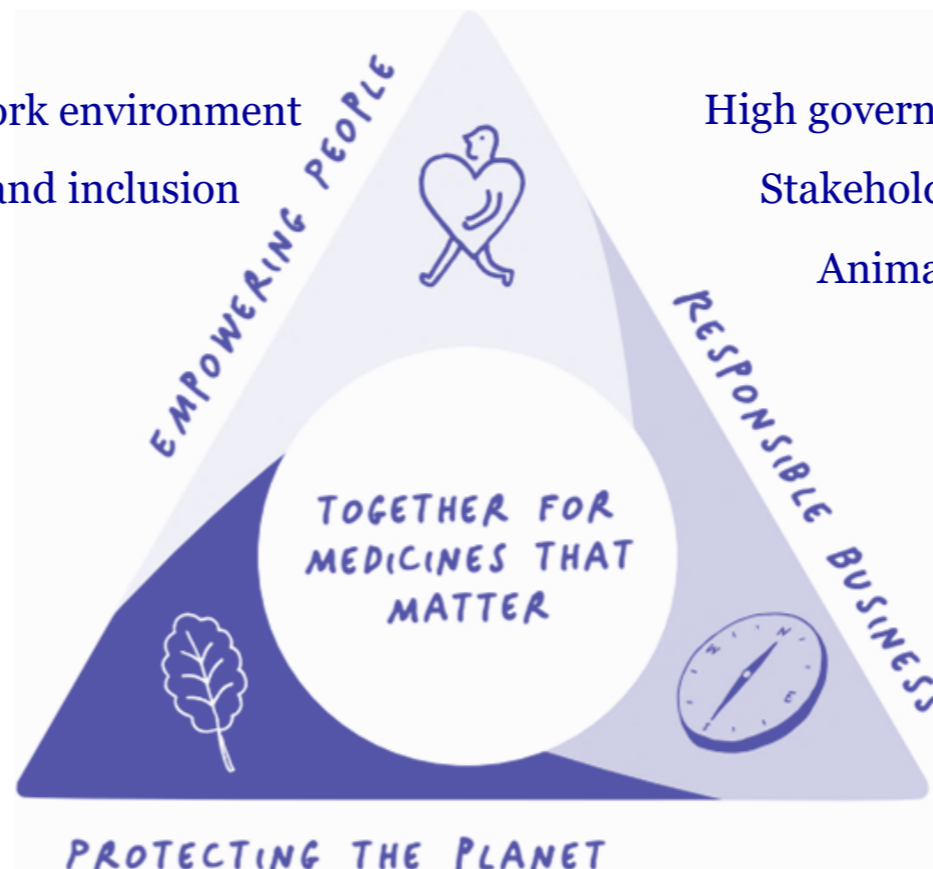 ork environment
and inclusion
High govern
Stakehold
Anima
EMPOWERING PEOPLE
RESPONSIBLE BUSINESS
TOGETHER FOR
MEDICINES THAT
MATTER
N
E
W
PROTECTING THE PLANET